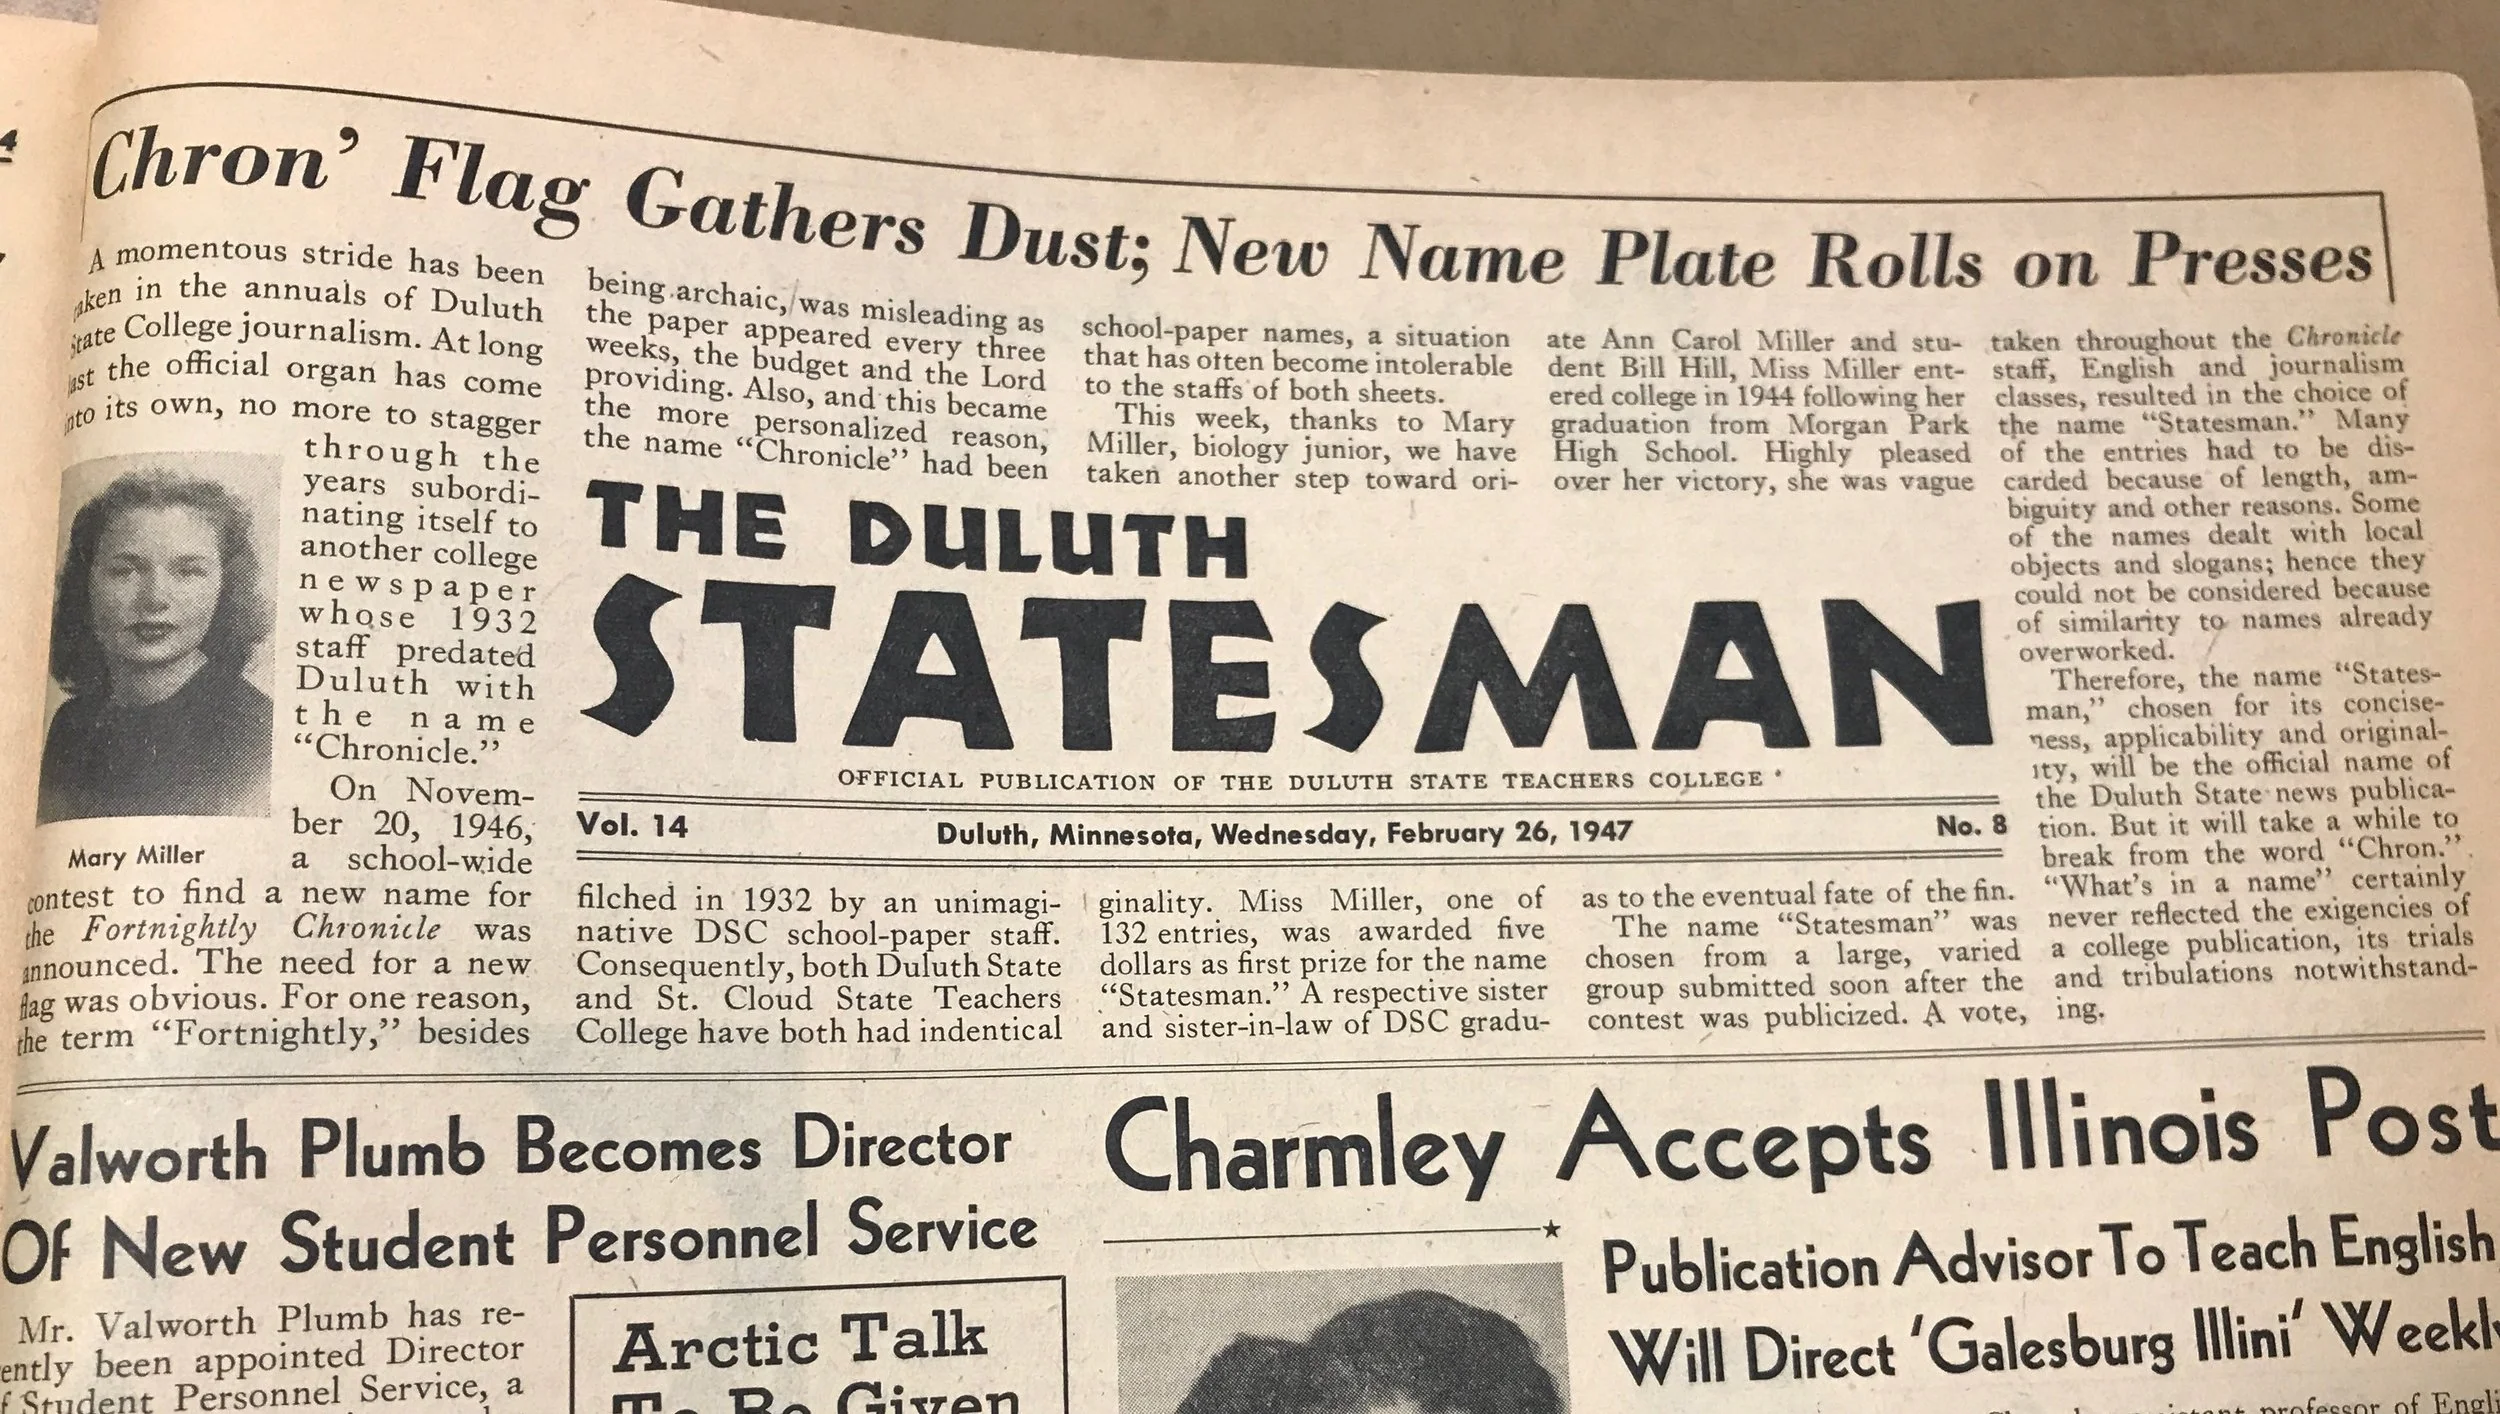 Chron' Flag Gathers Dust; New Name Plate Rolls on Presses
A momentous stride has been
taken in the annuals of Duluth
State College journalism. At long
last the official organ has come
into its own, no more to stagger
through the
years subordi-
nating itself to
another college
newspaper
whose 1932
staff predated
Duluth with
the name
"Chronicle."
On Novem-
ber 20, 1946,
a school-wide
Mary Miller
contest to find a new name for
the Fortnightly Chronicle was
announced. The need for a new
flag was obvious. For one reason,
the term "Fortnightly," besides
being archaic, was misleading as
the paper appeared every three
weeks, the budget and the Lord
providing. Also, and this became
the more personalized reason,
the name "Chronicle" had been
filched in 1932 by an unimagi-
native DSC school-paper staff.
Consequently, both Duluth State
and St. Cloud State Teachers
College have both had indentical
school-paper names, a situation
that has often become intolerable
to the staffs of both sheets.
This week, thanks to Mary
Miller, biology junior, we have
taken another step toward ori-
ginality. Miss Miller, one of
132 entries, was awarded five
dollars as first prize for the name
"Statesman." A respective sister
and sister-in-law of DSC gradu-
ate Ann Carol Miller and stu-
dent Bill Hill, Miss Miller ent-
ered college in 1944 following her
graduation from Morgan Park
High School. Highly pleased
over her victory, she was vague
as to the eventual fate of the fin.
The name "Statesman" was
chosen from a large, varied
group submitted soon after the
contest was publicized. A vote,
taken throughout the Chronicle
staff, English and journalism
classes, resulted in the choice of
the name "Statesman." Many
of the entries had to be dis-
carded because of length, am-
biguity and other reasons. Some
of the names dealt with local
objects and slogans; hence they
could not be considered because
of similarity to names already
overworked.
Therefore, the name "States-
man," chosen for its concise-
ness, applicability and original-
ity, will be the official name of
the Duluth State news publica-
tion. But it will take a while to
break from the word "Chron."
"What's in a name" certainly
never reflected the exigencies of
a college publication, its trials
and tribulations notwithstand-
ing.
THE DULUTH
STATESMAN
OFFICIAL PUBLICATION OF THE DULUTH STATE TEACHERS COLLEGE
Vol. 14 Duluth, Minnesota, Wednesday, February 26, 1947 No. 8
Valworth Plumb Becomes Director
Of New Student Personnel Service
Mr. Valworth Plumb has re-
cently been appointed Director
of Student Personnel Service, a
Arctic Talk
To Be Given
Charmley Accepts Illinois Post
Publication Advisor To Teach English,
Will Direct 'Galesburg Illini' Weekly
professor of Engli